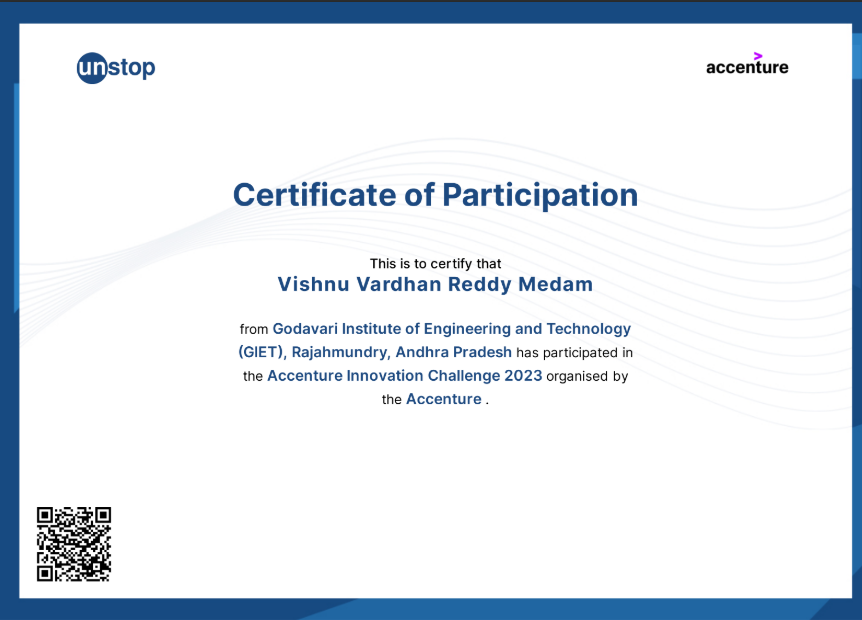 unstop
accenture
Certificate of Participation
This is to certify that
Vishnu Vardhan Reddy Medam
from Godavari Institute of Engineering and Technology
(GIET), Rajahmundry, Andhra Pradesh has participated in
the Accenture Innovation Challenge 2023 organised by
the Accenture .